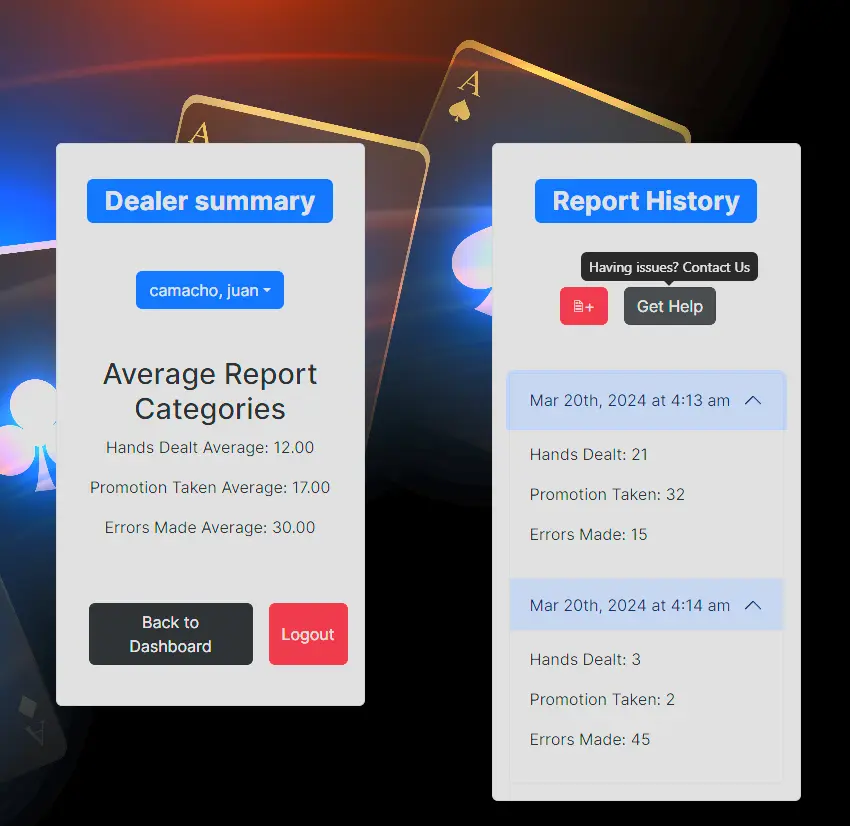 A
A
Dealer summary
camacho, juan
Average Report
Categories
Hands Dealt Average: 12.00
Promotion Taken Average: 17.00
Errors Made Average: 30.00
Back to
Dashboard
Logout
A
Report History
Having issues? Contact Us
+
Get Help
Mar 20th, 2024 at 4:13 am
Hands Dealt: 21
Promotion Taken: 32
Errors Made: 15
Mar 20th, 2024 at 4:14 am
Hands Dealt: 3
Promotion Taken: 2
Errors Made: 45